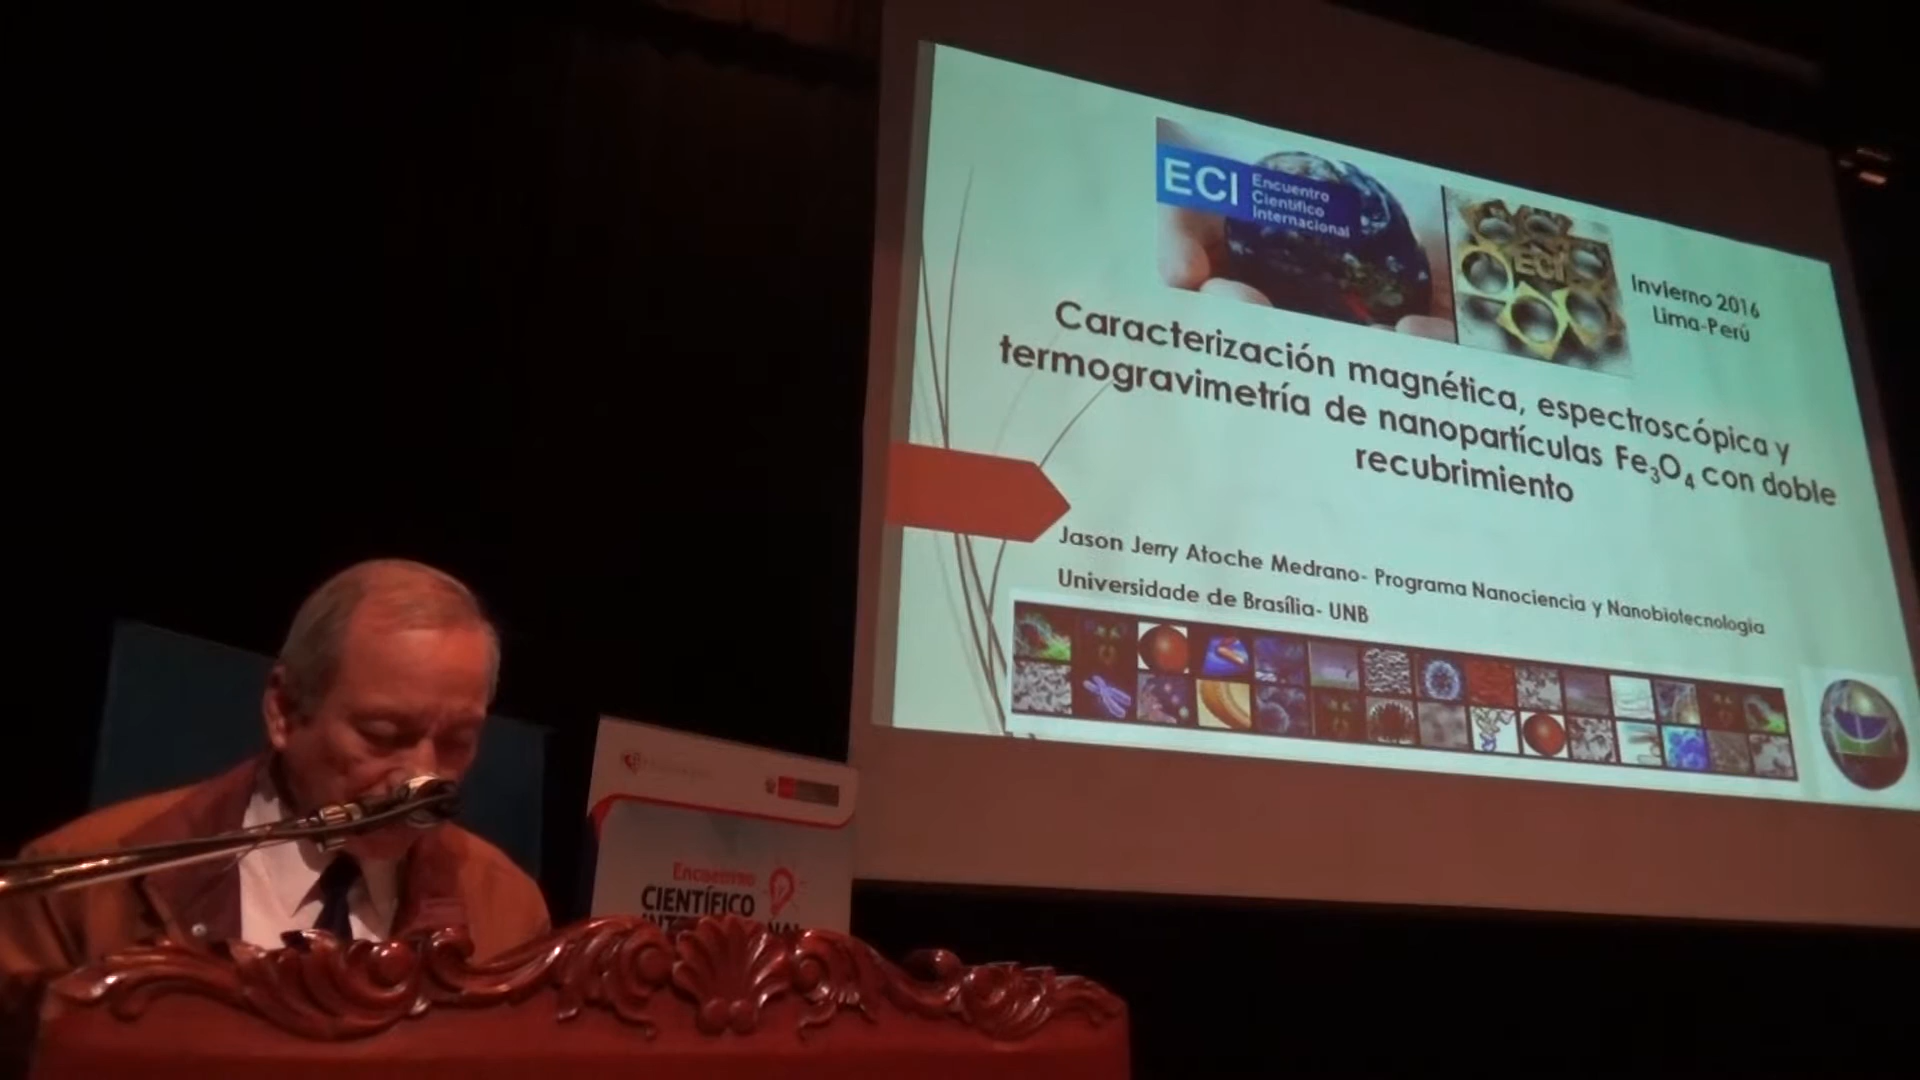 ECI
Encuentro
Científico
Internacional
ECI
Invierno 2016
Lima-Perú
Caracterización magnética, espectroscópica y
termogravimetría de nanopartículas Fe₃O₄ con doble
recubrimiento
Jason Jerry Atoche Medrano- Programa Nanociencia y Nanobiotecnologia
Universidade de Brasília- UNB
Encuentro
CIENTÍFICO